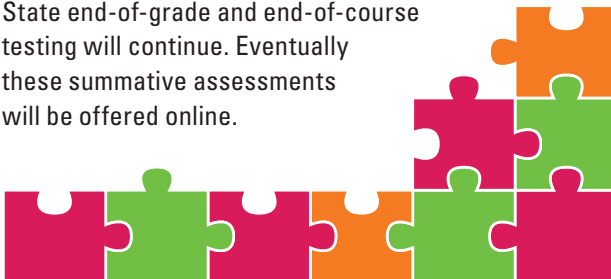 State end-of-grade and end-of-course
testing will continue. Eventually
these summative assessments
will be offered online.